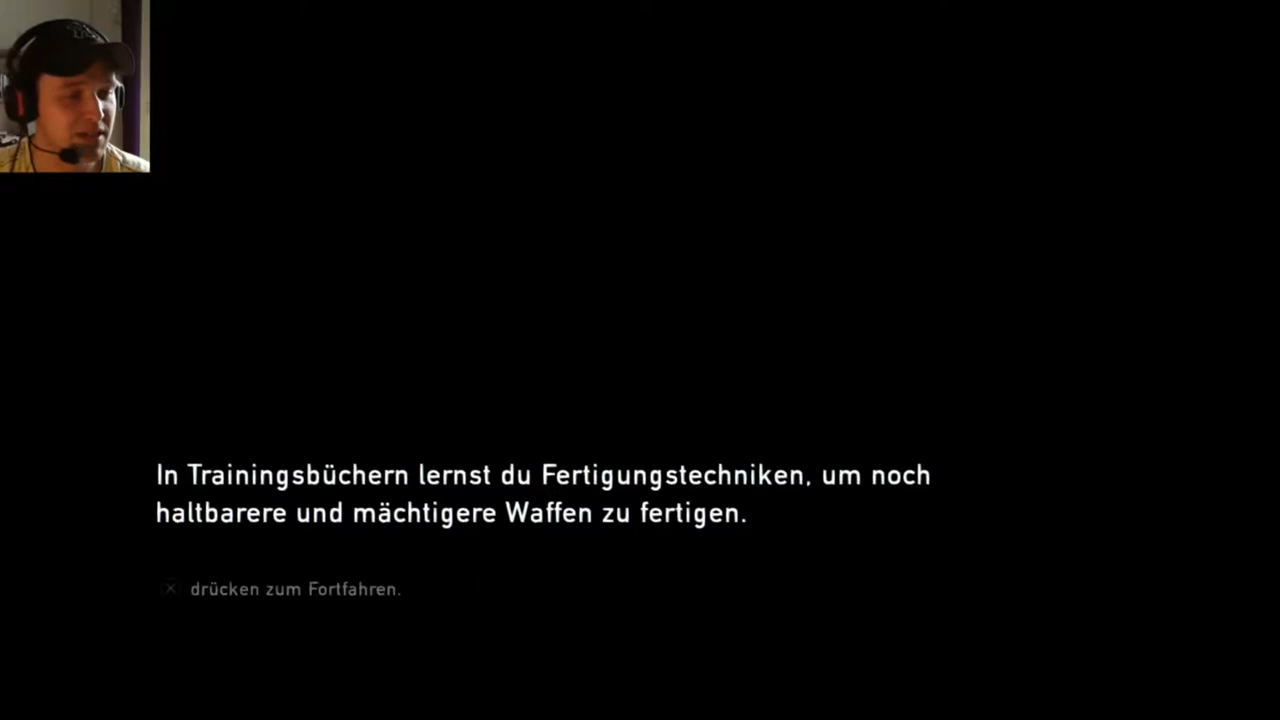 In Trainingsbüchern lernst du Fertigungstechniken, um noch
haltbarere und mächtigere Waffen zu fertigen.
drücken zum Fortfahren.